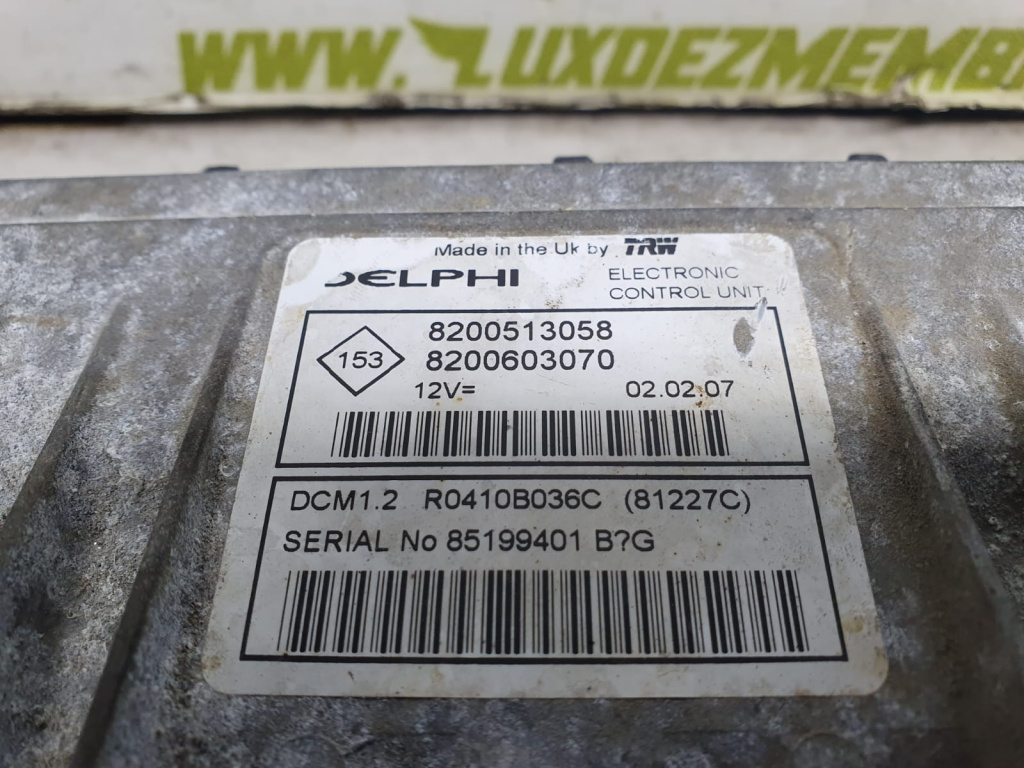 WWW.LUXDEZMEMB
Made in the Uk by TRW
DELPHI
ELECTRONIC
CONTROL UNIT
8200513058
153
8200603070
12V= 02.02.07
DCM1.2 R0410B036C (81227C)
SERIAL No 85199401 B?G